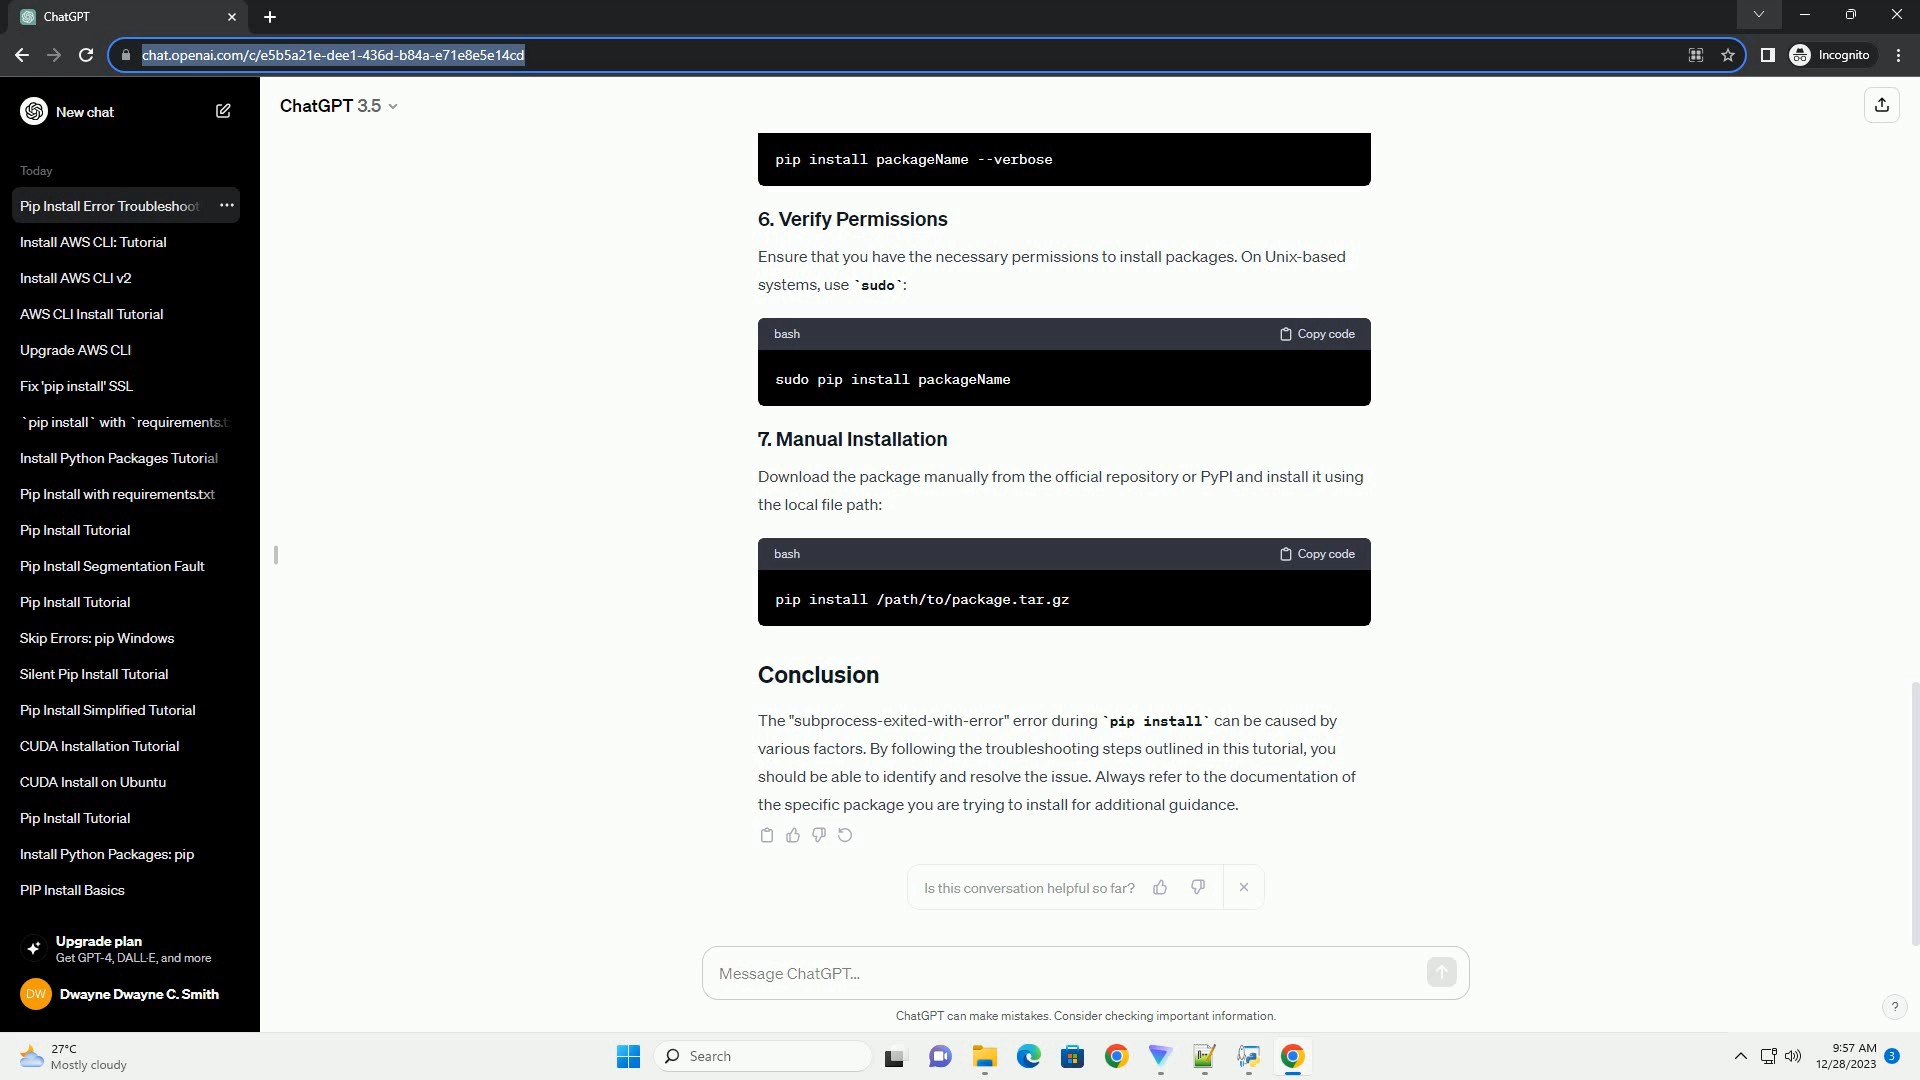 ChatGPT
chat.openai.com/c/e5b5a21e-dee1-436d-b84a-e71e8e5e14cd
Incognito
New chat
Today
Pip Install Error Troubleshoot
Install AWS CLI: Tutorial
Install AWS CLI v2
AWS CLI Install Tutorial
Upgrade AWS CLI
Fix 'pip install' SSL
`pip install` with `requirements.t
Install Python Packages Tutorial
Pip Install with requirements.txt
Pip Install Tutorial
Pip Install Segmentation Fault
Pip Install Tutorial
Skip Errors: pip Windows
Silent Pip Install Tutorial
Pip Install Simplified Tutorial
CUDA Installation Tutorial
CUDA Install on Ubuntu
Pip Install Tutorial
Install Python Packages: pip
PIP Install Basics
Upgrade plan
Get GPT-4, DALL·E, and more
DW Dwayne Dwayne C. Smith
ChatGPT 3.5
pip install packageName --verbose
6. Verify Permissions
Ensure that you have the necessary permissions to install packages. On Unix-based
systems, use `sudo`:
bash Copy code
sudo pip install packageName
7. Manual Installation
Download the package manually from the official repository or PyPI and install it using
the local file path:
bash Copy code
pip install /path/to/package.tar.gz
Conclusion
The "subprocess-exited-with-error" error during `pip install` can be caused by
various factors. By following the troubleshooting steps outlined in this tutorial, you
should be able to identify and resolve the issue. Always refer to the documentation of
the specific package you are trying to install for additional guidance.
Is this conversation helpful so far?
Message ChatGPT...
ChatGPT can make mistakes. Consider checking important information.
?
27°C
Mostly cloudy
Search
9:57 AM
12/28/2023
3